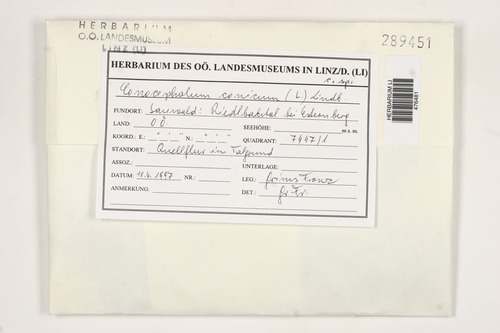 HERBARIUM
O.Ö. LANDESMUSEUM
LINZ (LI)
289451
HERBARIUM DES OÖ. LANDESMUSEUMS IN LINZ/D. (LI)
Conocephalum conicum (L.) Lindb
FUNDORT: Sauwald: Riedlbachtal bei Esternberg
LAND: OÖ SEEHÖHE: m s. m.
KOORD.: E.: ° ' " N.: ° ' " QUADRANT: 7447/1
STANDORT: Quellflur im Talgrund
ASSOZ.: UNTERLAGE:
DATUM: 11.4.1997 NR.: LEG.: Grims Franz
ANMERKUNG: DET.:
HERBARIUM LI
476481